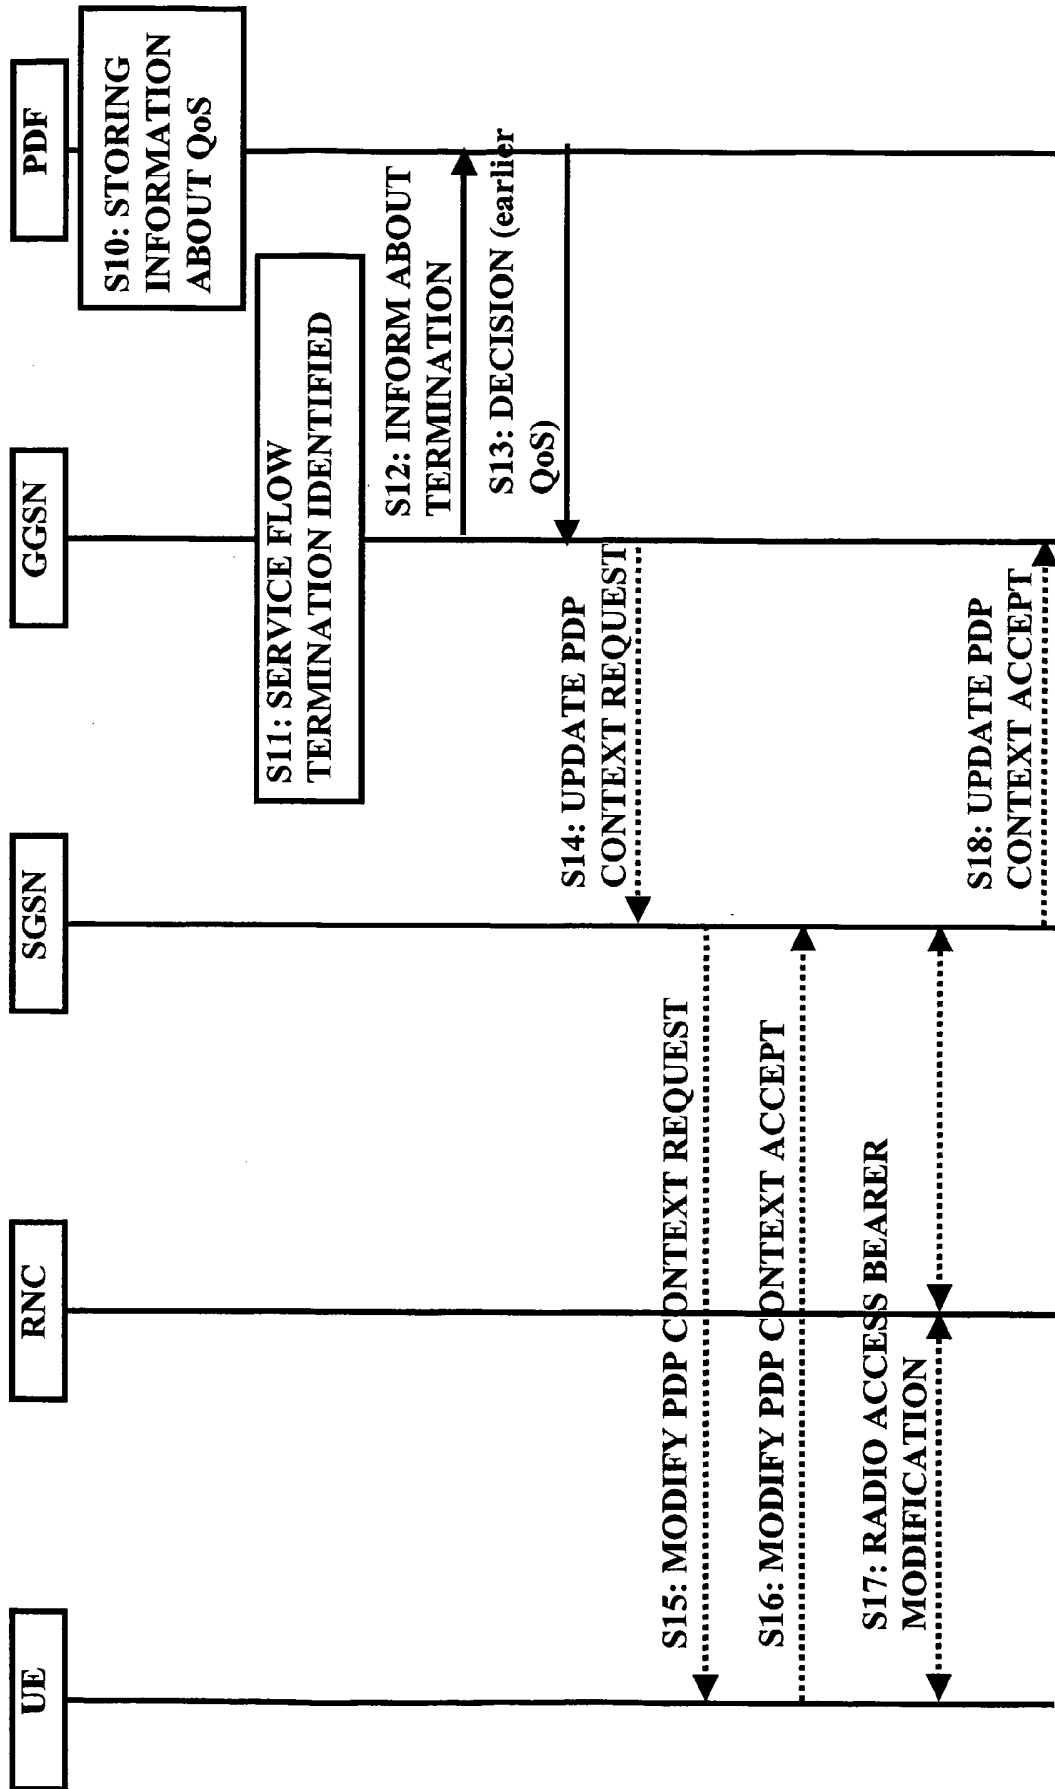 UE
RNC
SGSN
GGSN
PDF
S10: STORING
INFORMATION
ABOUT QoS
S11: SERVICE FLOW
TERMINATION IDENTIFIED
S12: INFORM ABOUT
TERMINATION
S13: DECISION (earlier
QoS)
S14: UPDATE PDP
CONTEXT REQUEST
S15: MODIFY PDP CONTEXT REQUEST
S16: MODIFY PDP CONTEXT ACCEPT
S17: RADIO ACCESS BEARER
MODIFICATION
S18: UPDATE PDP
CONTEXT ACCEPT